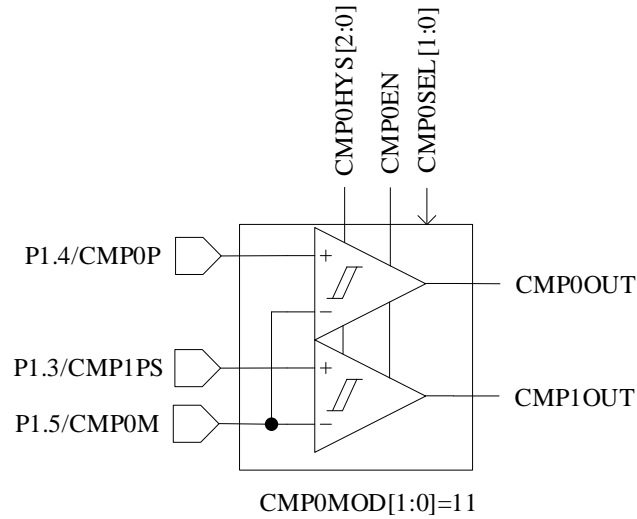 CMP0HYS[2:0]
CMP0EN
CMP0SEL[1:0]
P1.4/CMP0P
+
−
CMP0OUT
P1.3/CMP1PS
+
P1.5/CMP0M
−
CMP1OUT
CMP0MOD[1:0]=11